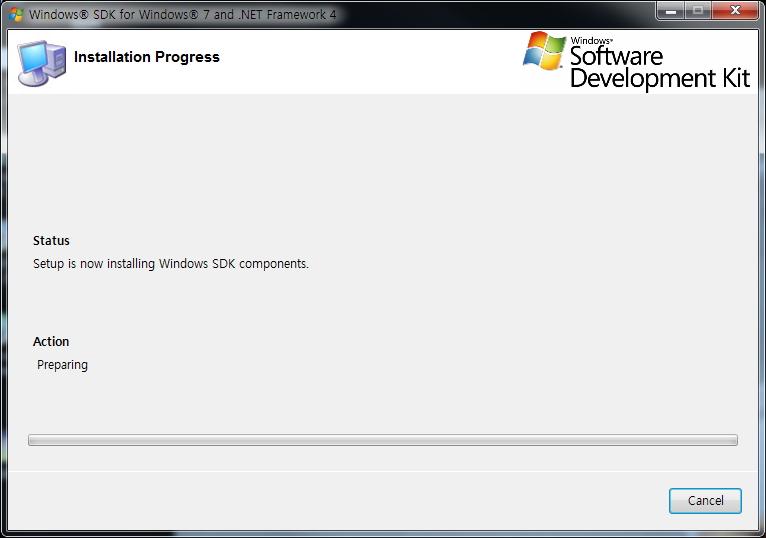 Windows® SDK for Windows® 7 and .NET Framework 4
Installation Progress
Windows®
Software
Development Kit
Status
Setup is now installing Windows SDK components.
Action
Preparing
Cancel